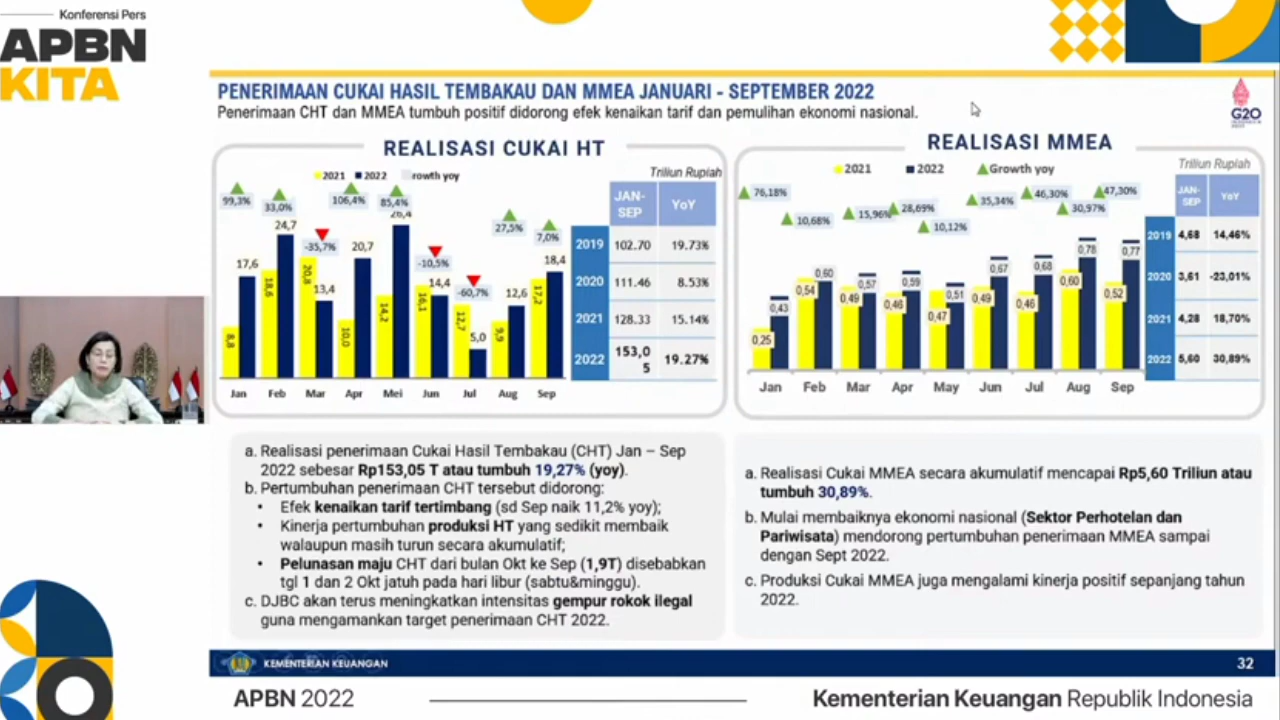 Konferensi Pers
APBN
KITA
PENERIMAAN CUKAI HASIL TEMBAKAU DAN MMEA JANUARI - SEPTEMBER 2022
Penerimaan CHT dan MMEA tumbuh positif didorong efek kenaikan tarif dan pemulihan ekonomi nasional.
G20
REALISASI CUKAI HT
Triliun Rupiah
2021 2022 rowth yoy
99,3% 33,0% -35,7% 106,4% 85,4% -10,5% -60,7% 27,5% 7,0%
8,8 18,6 20,8 10,0 14,2 16,1 12,7 9,9 17,2
17,6 24,7 13,4 20,7 26,4 14,4 5,0 12,6 18,4
Jan Feb Mar Apr Mei Jun Jul Aug Sep
JAN-SEP YoY
2019 102.70 19.73%
2020 111.46 8.53%
2021 128.33 15.14%
2022 153,05 19.27%
REALISASI MMEA
Triliun Rupiah
2021 2022 Growth yoy
76,18% 10,68% 15,96% 28,69% 10,12% 35,34% 46,30% 30,97% 47,30%
0,25 0,54 0,49 0,46 0,47 0,49 0,46 0,60 0,52
0,43 0,60 0,57 0,59 0,51 0,67 0,68 0,78 0,77
Jan Feb Mar Apr May Jun Jul Aug Sep
JAN-SEP YoY
2019 4,68 14,46%
2020 3,61 -23,01%
2021 4,28 18,70%
2022 5,60 30,89%
a. Realisasi penerimaan Cukai Hasil Tembakau (CHT) Jan – Sep
2022 sebesar Rp153,05 T atau tumbuh 19,27% (yoy).
b. Pertumbuhan penerimaan CHT tersebut didorong:
• Efek kenaikan tarif tertimbang (sd Sep naik 11,2% yoy);
• Kinerja pertumbuhan produksi HT yang sedikit membaik
walaupun masih turun secara akumulatif;
• Pelunasan maju CHT dari bulan Okt ke Sep (1,9T) disebabkan
tgl 1 dan 2 Okt jatuh pada hari libur (sabtu&minggu).
c. DJBC akan terus meningkatkan intensitas gempur rokok ilegal
guna mengamankan target penerimaan CHT 2022.
a. Realisasi Cukai MMEA secara akumulatif mencapai Rp5,60 Triliun atau
tumbuh 30,89%.
b. Mulai membaiknya ekonomi nasional (Sektor Perhotelan dan
Pariwisata) mendorong pertumbuhan penerimaan MMEA sampai
dengan Sept 2022.
c. Produksi Cukai MMEA juga mengalami kinerja positif sepanjang tahun
2022.
KEMENTERIAN KEUANGAN
32
APBN 2022
Kementerian Keuangan Republik Indonesia